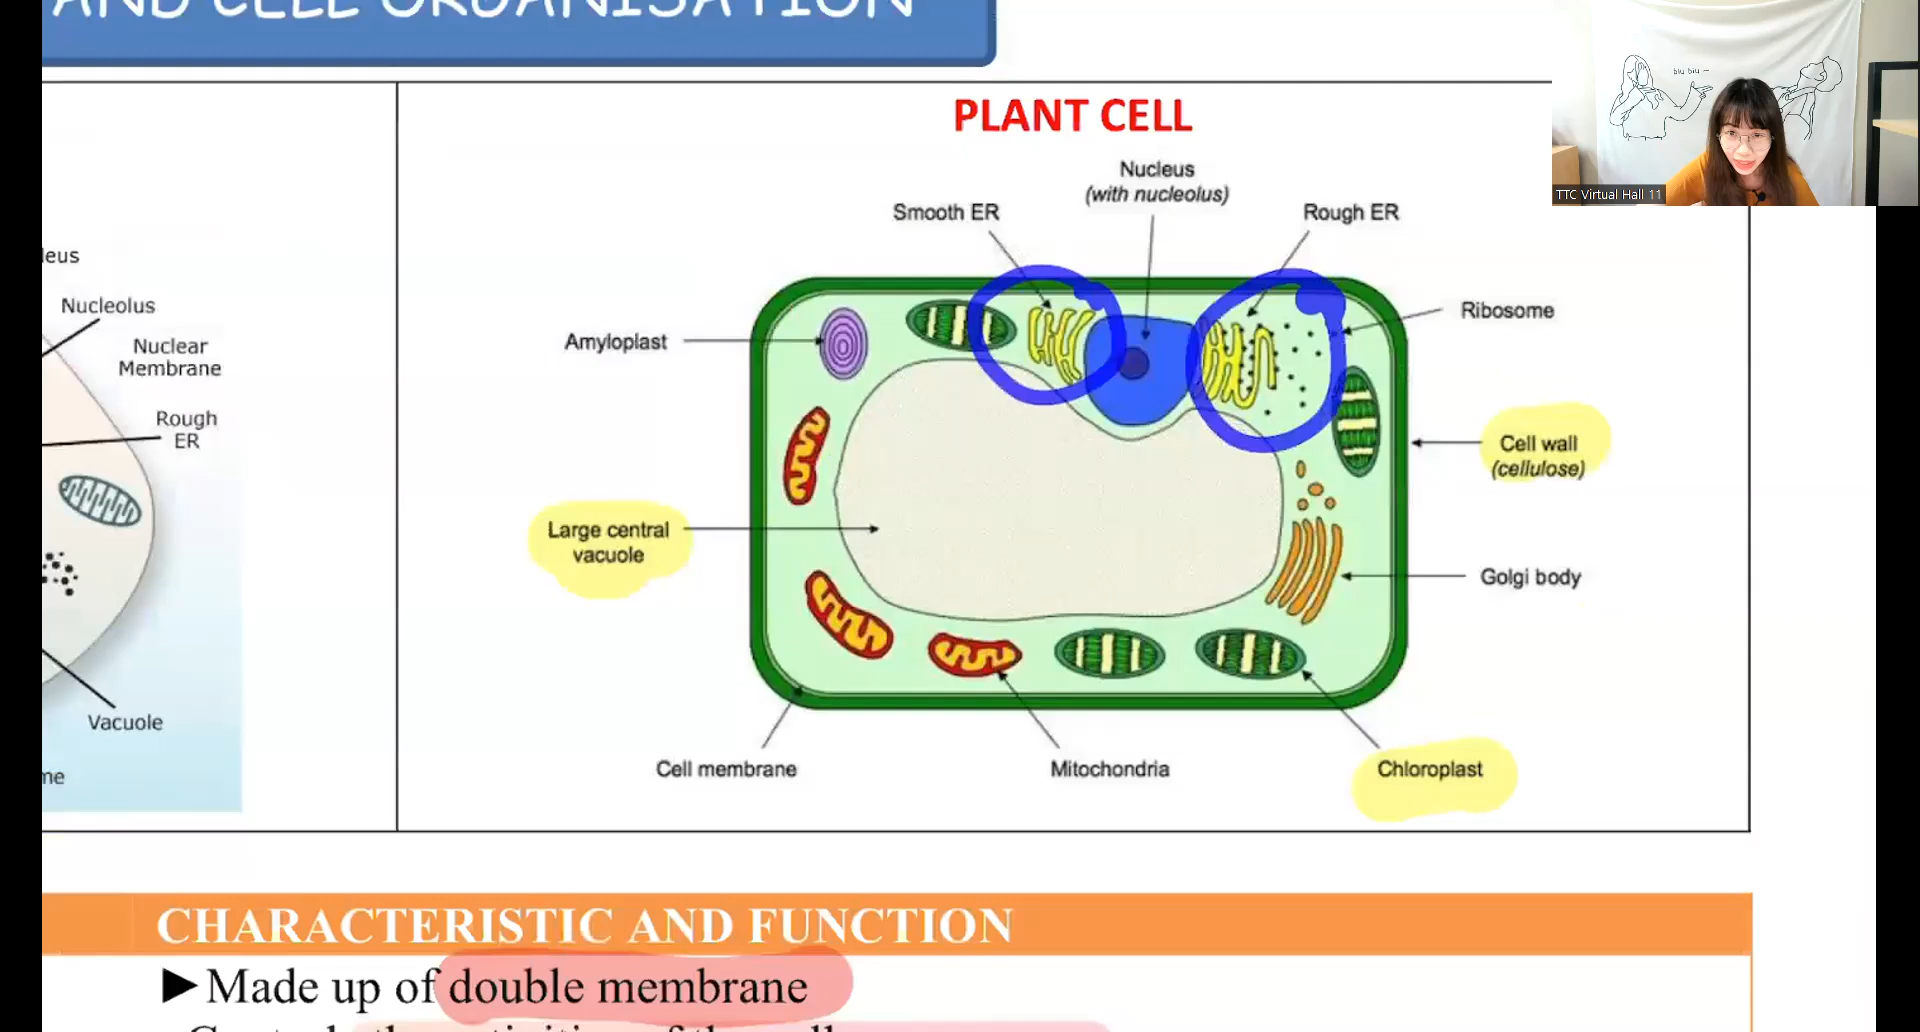 AND CELL ORGANISATION
PLANT CELL
biu biu ~
TTC Virtual Hall 11
Nucleus
(with nucleolus)
Smooth ER
Rough ER
Ribosome
Amyloplast
Cell wall
(cellulose)
Large central
vacuole
Golgi body
Cell membrane
Mitochondria
Chloroplast
leus
Nucleolus
Nuclear
Membrane
Rough
ER
Vacuole
me
CHARACTERISTIC AND FUNCTION
►Made up of double membrane